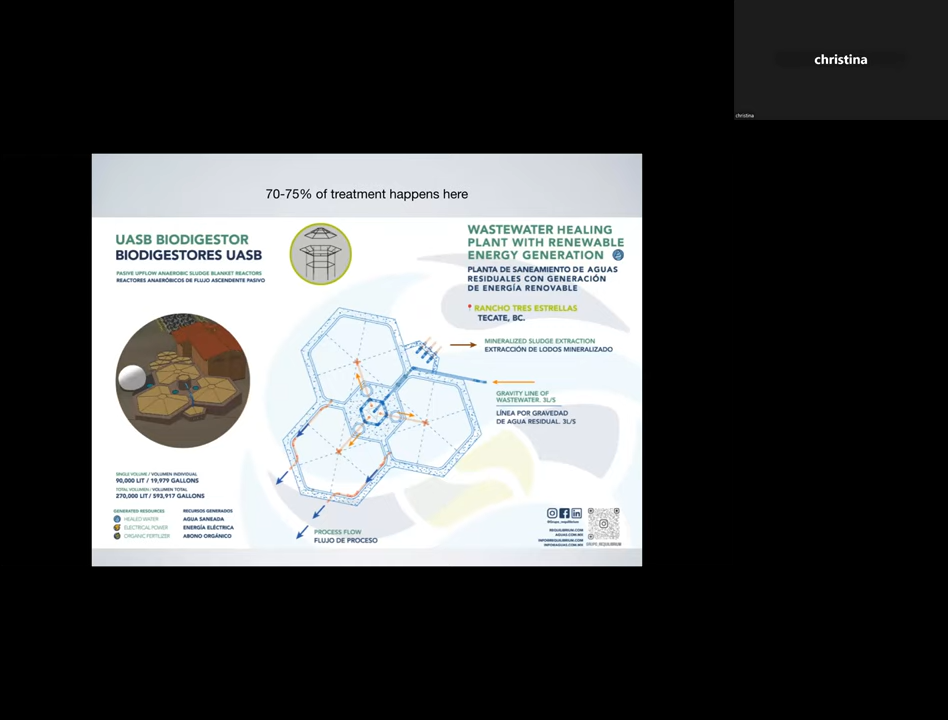 christina
christina
70-75% of treatment happens here
UASB BIODIGESTOR
BIODIGESTORES UASB
PASIVE UPFLOW ANAEROBIC SLUDGE BLANKET REACTORS
REACTORES ANAERÓBICOS DE FLUJO ASCENDENTE PASIVO
WASTEWATER HEALING
PLANT WITH RENEWABLE
ENERGY GENERATION
PLANTA DE SANEAMIENTO DE AGUAS
RESIDUALES CON GENERACIÓN
DE ENERGÍA RENOVABLE
RANCHO TRES ESTRELLAS
TECATE, BC.
MINERALIZED SLUDGE EXTRACTION
EXTRACCIÓN DE LODOS MINERALIZADO
GRAVITY LINE OF
WASTEWATER. 3L/S
LÍNEA POR GRAVEDAD
DE AGUA RESIDUAL. 3L/S
SINGLE VOLUME / VOLUMEN INDIVIDUAL
90,000 LIT / 19,979 GALLONS
TOTAL VOLUMEN / VOLUMEN TOTAL
270,000 LIT / 593,917 GALLONS
GENERATED RESOURCES
RECURSOS GENERADOS
HEALED WATER
AGUA SANEADA
ELECTRICAL POWER
ENERGÍA ELÉCTRICA
ORGANIC FERTILIZER
ABONO ORGÁNICO
PROCESS FLOW
FLUJO DE PROCESO